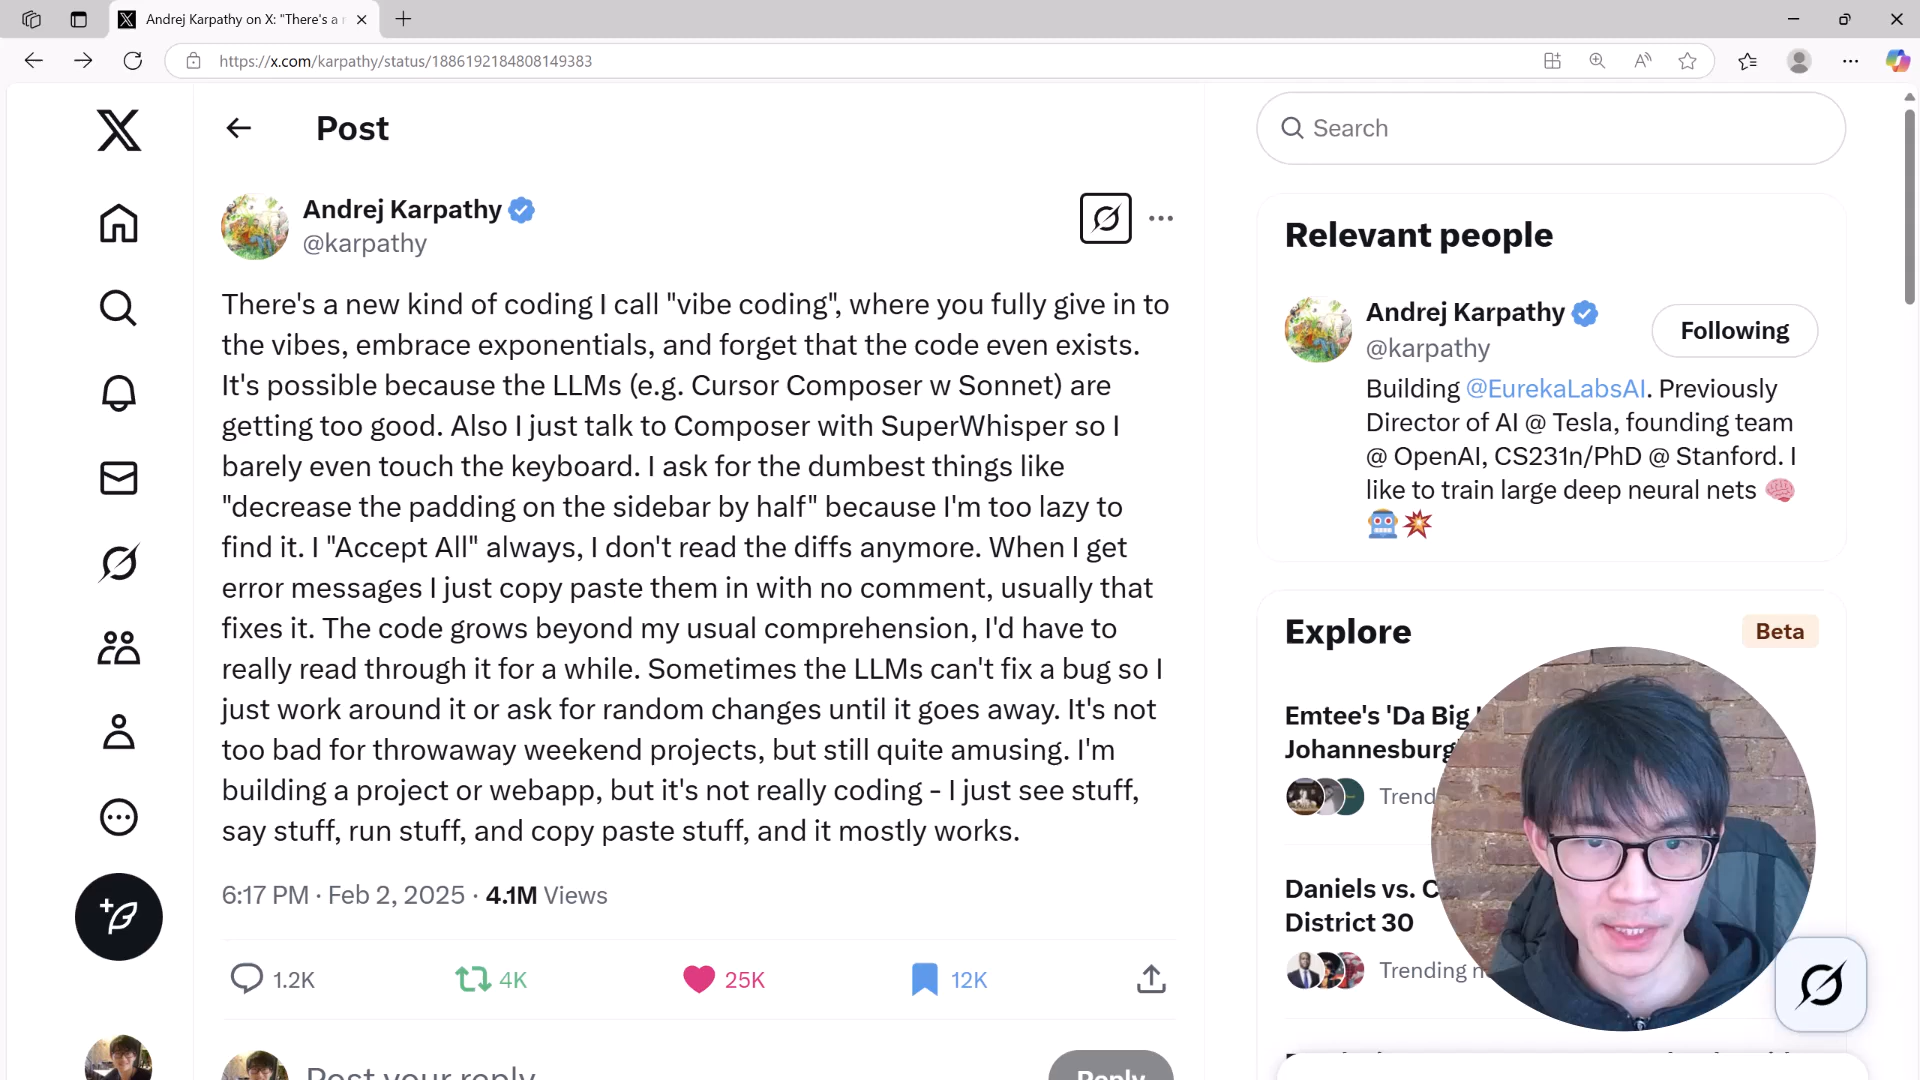 Andrej Karpathy on X: "There's a
https://x.com/karpathy/status/1886192184808149383
Post
Search
Andrej Karpathy
@karpathy
There's a new kind of coding I call "vibe coding", where you fully give in to
the vibes, embrace exponentials, and forget that the code even exists.
It's possible because the LLMs (e.g. Cursor Composer w Sonnet) are
getting too good. Also I just talk to Composer with SuperWhisper so I
barely even touch the keyboard. I ask for the dumbest things like
"decrease the padding on the sidebar by half" because I'm too lazy to
find it. I "Accept All" always, I don't read the diffs anymore. When I get
error messages I just copy paste them in with no comment, usually that
fixes it. The code grows beyond my usual comprehension, I'd have to
really read through it for a while. Sometimes the LLMs can't fix a bug so I
just work around it or ask for random changes until it goes away. It's not
too bad for throwaway weekend projects, but still quite amusing. I'm
building a project or webapp, but it's not really coding - I just see stuff,
say stuff, run stuff, and copy paste stuff, and it mostly works.
6:17 PM · Feb 2, 2025 · 4.1M Views
1.2K
4K
25K
12K
Post your reply
Reply
Relevant people
Andrej Karpathy
@karpathy
Following
Building @EurekaLabsAI. Previously
Director of AI @ Tesla, founding team
@ OpenAI, CS231n/PhD @ Stanford. I
like to train large deep neural nets 🧠
🤖💥
Explore
Beta
Emtee's 'Da Big
Johannesburg
Trend
Daniels vs. C
District 30
Trending n